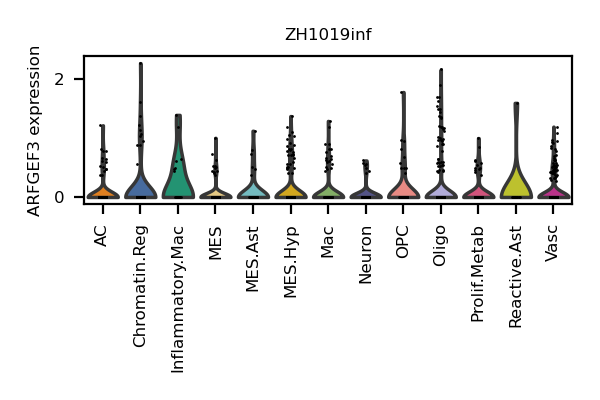 ZH1019inf
ARFGEF3 expression
2
0
AC
Chromatin.Reg
Inflammatory.Mac
MES
MES.Ast
MES.Hyp
Mac
Neuron
OPC
Oligo
Prolif.Metab
Reactive.Ast
Vasc